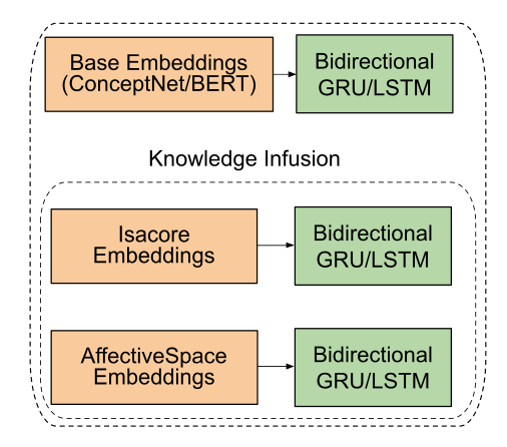 Base Embeddings
(ConceptNet/BERT)
Bidirectional
GRU/LSTM
Knowledge Infusion
Isacore
Embeddings
Bidirectional
GRU/LSTM
AffectiveSpace
Embeddings
Bidirectional
GRU/LSTM